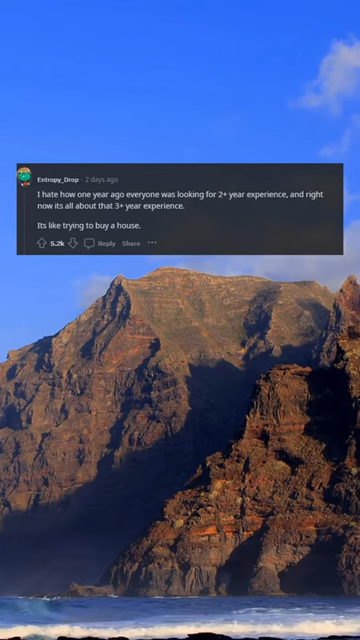 Entropy_Drop · 2 days ago
I hate how one year ago everyone was looking for 2+ year experience, and right
now its all about that 3+ year experience.
Its like trying to buy a house.
5.2k Reply Share ···